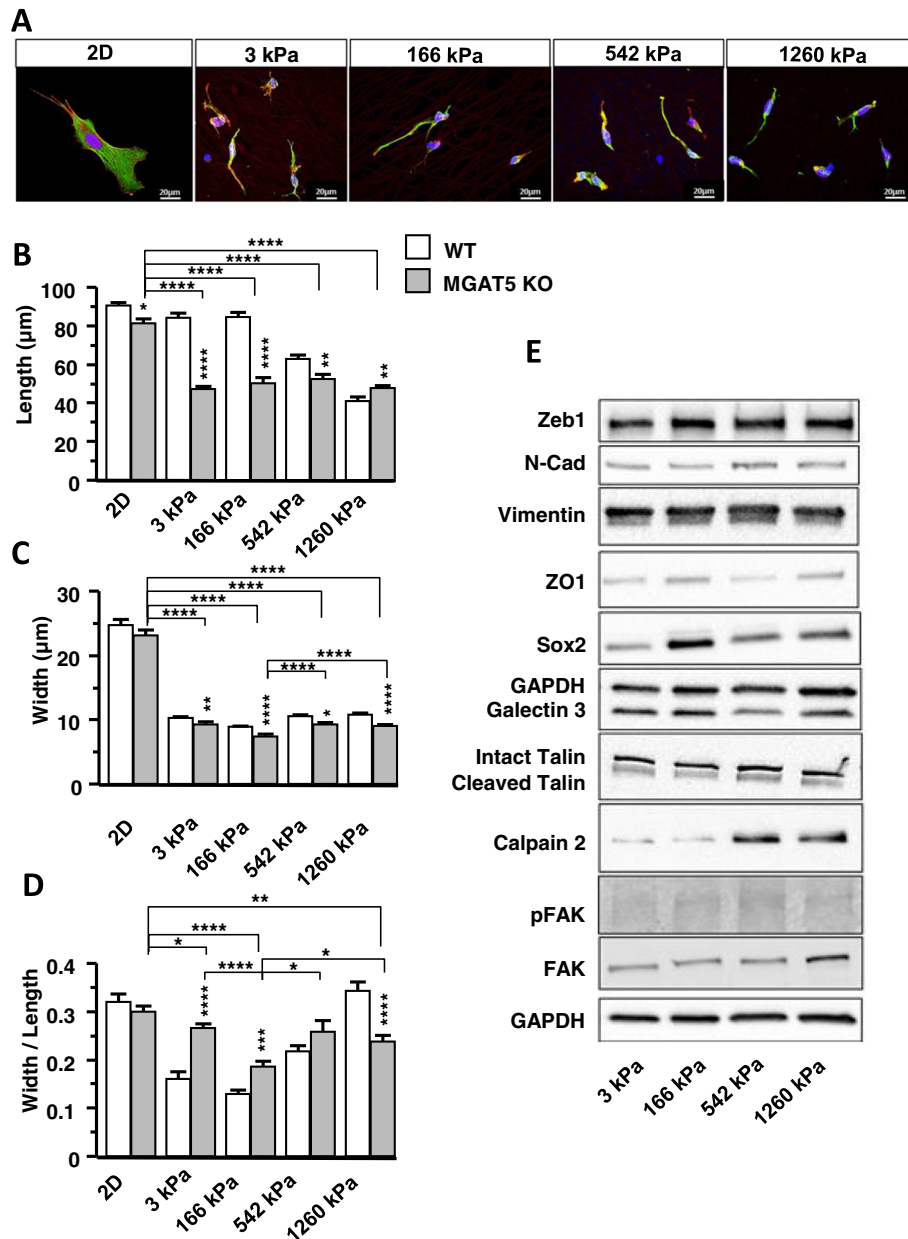 A
2D 3 kPa 166 kPa 542 kPa 1260 kPa
20µm 20µm 20µm 20µm 20µm
B
WT
MGAT5 KO
****
****
****
****
* **** **** ** **
Length (µm)
100
80
60
40
20
0
2D 3 kPa 166 kPa 542 kPa 1260 kPa
C
****
****
****
****
****
****
** **** * ****
Width (µm)
30
25
10
0
2D 3 kPa 166 kPa 542 kPa 1260 kPa
D
**
****
*
*
**** *
**** *** ****
Width / Length
0.4
0.3
0.2
0.1
0
2D 3 kPa 166 kPa 542 kPa 1260 kPa
E
Zeb1
N-Cad
Vimentin
ZO1
Sox2
GAPDH
Galectin 3
Intact Talin
Cleaved Talin
Calpain 2
pFAK
FAK
GAPDH
3 kPa 166 kPa 542 kPa 1260 kPa